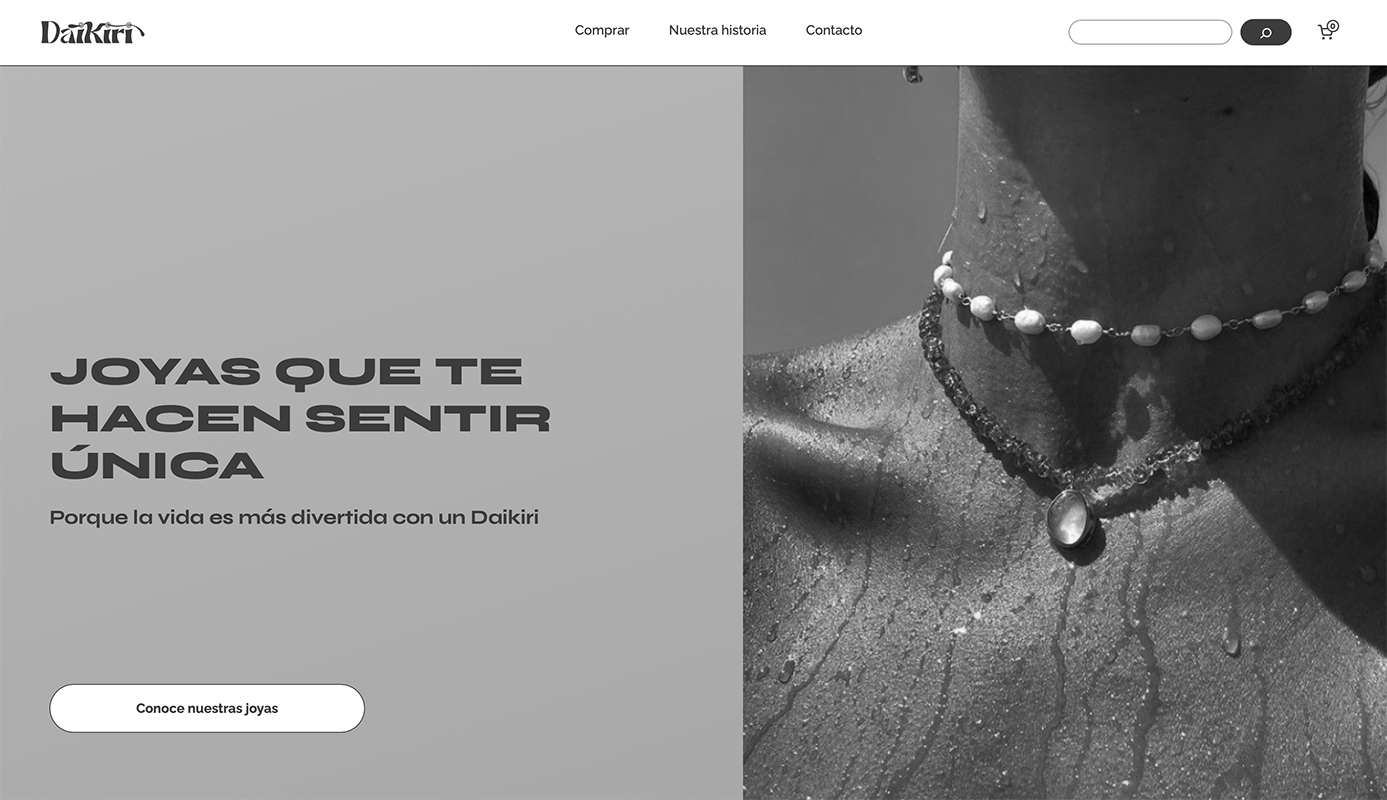 Daikiri
Comprar Nuestra historia Contacto
0
JOYAS QUE TE
HACEN SENTIR
ÚNICA
Porque la vida es más divertida con un Daikiri
Conoce nuestras joyas